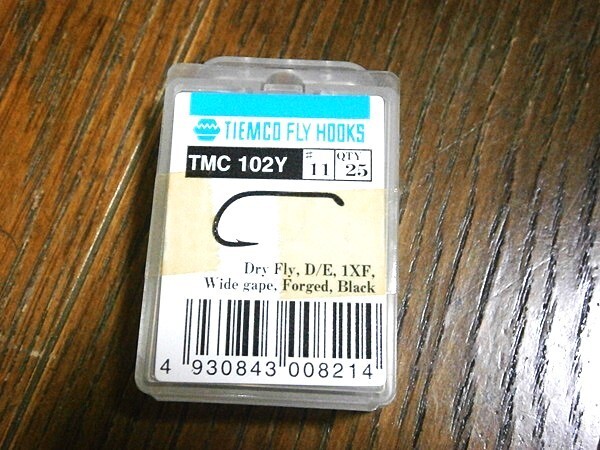 TIEMCO FLY HOOKS
TMC 102Y # 11 QTY 25
Dry Fly, D/E, 1XF,
Wide gape, Forged, Black
4 930843 008214